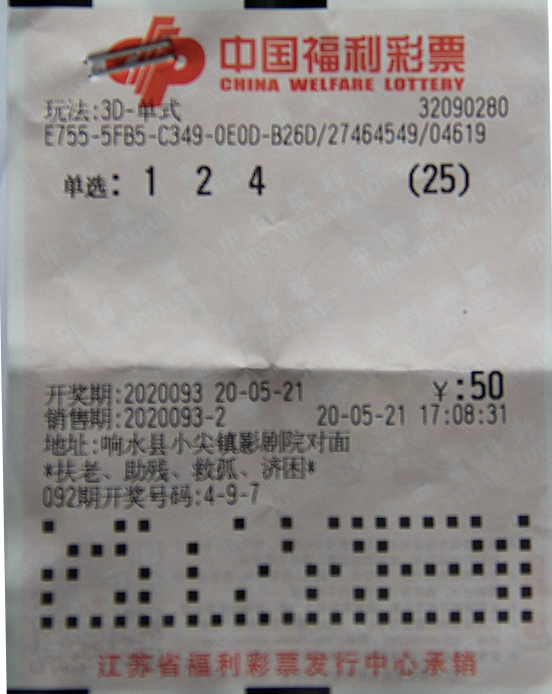 中国福利彩票
CHINA WELFARE LOTTERY
玩法:3D-单式 32090280
E755-5FB5-C349-0E0D-B26D/27464549/04619
单选: 1 2 4 (25)
开奖期:2020093 20-05-21 ¥:50
销售期:2020093-2 20-05-21 17:08:31
地址:响水县小尖镇影剧院对面
*扶老、助残、救孤、济困*
092期开奖号码:4-9-7
江苏省福利彩票发行中心承销